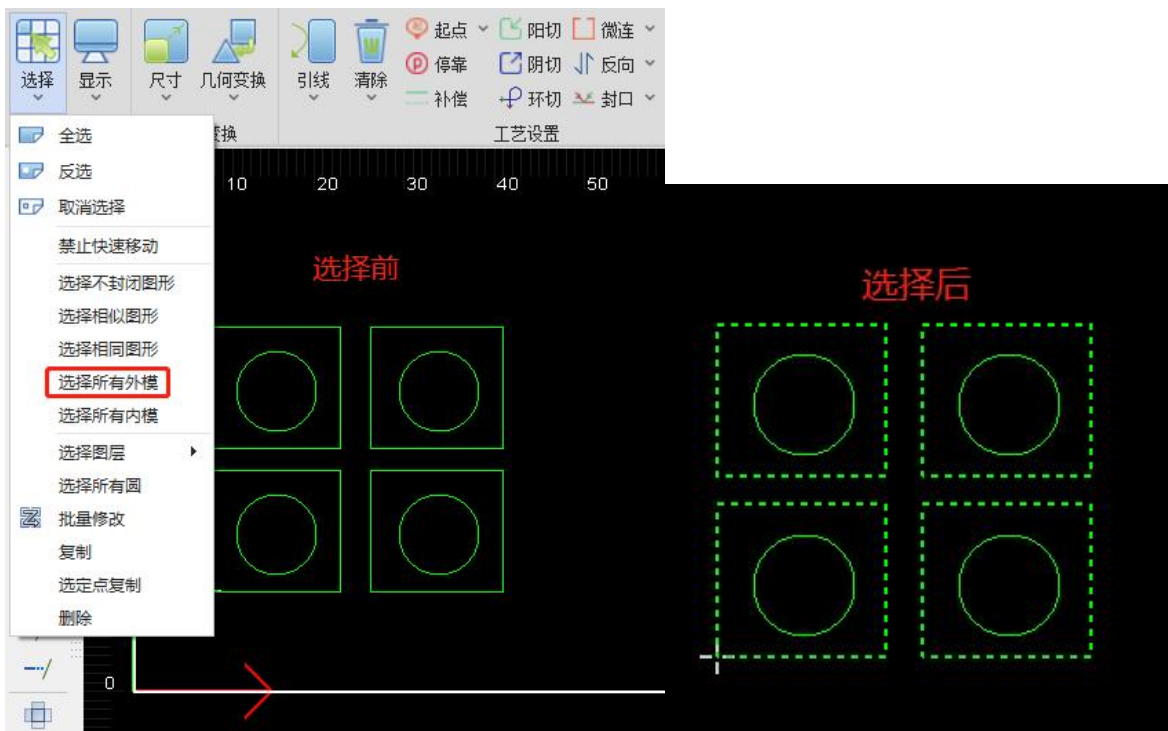 选择
显示
尺寸
几何变换
引线
清除
起点
停靠
补偿
阳切
阴切
环切
微连
反向
封口
变换
工艺设置
全选
反选
取消选择
禁止快速移动
选择不封闭图形
选择相似图形
选择相同图形
选择所有外模
选择所有内模
选择图层
选择所有圆
批量修改
复制
选定点复制
删除
10 20 30 40 50
选择前
0
选择后